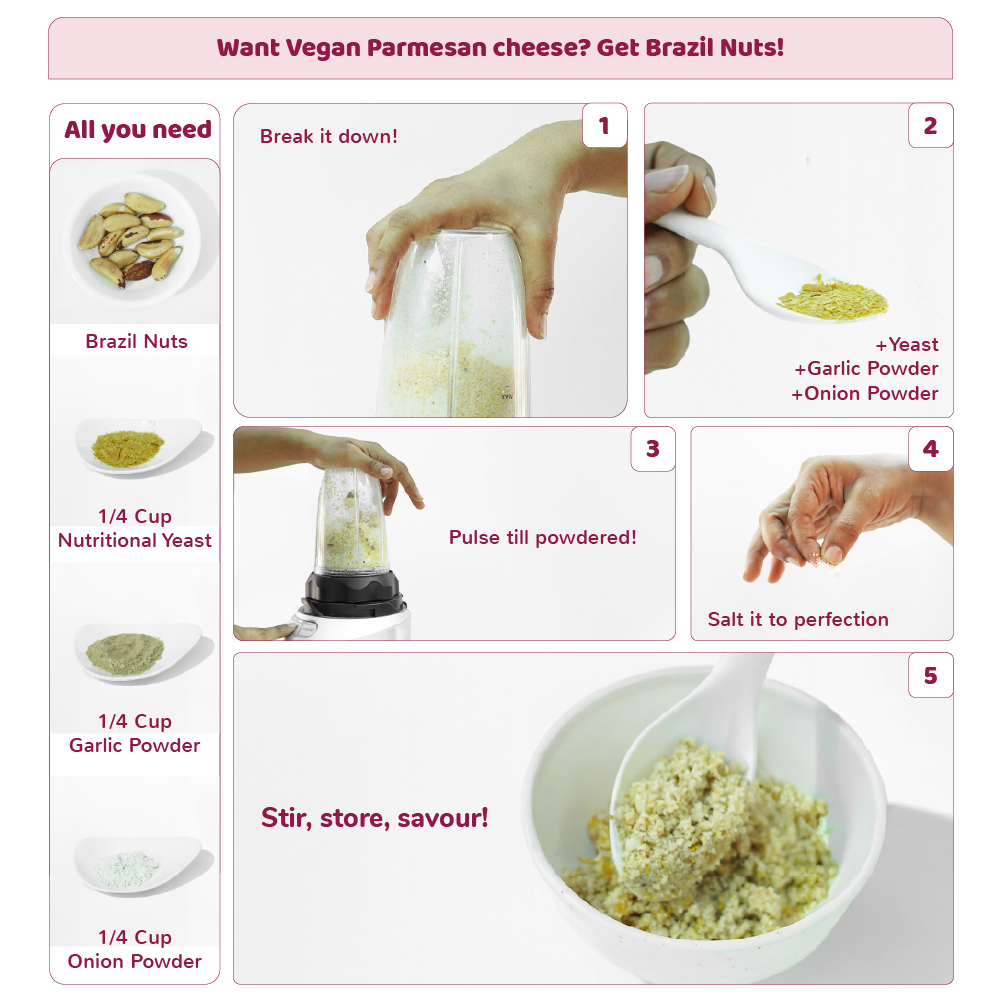 Want Vegan Parmesan cheese? Get Brazil Nuts!
All you need
Brazil Nuts
1/4 Cup
Nutritional Yeast
1/4 Cup
Garlic Powder
1/4 Cup
Onion Powder
1
Break it down!
2
+Yeast
+Garlic Powder
+Onion Powder
3
Pulse till powdered!
4
Salt it to perfection
5
Stir, store, savour!